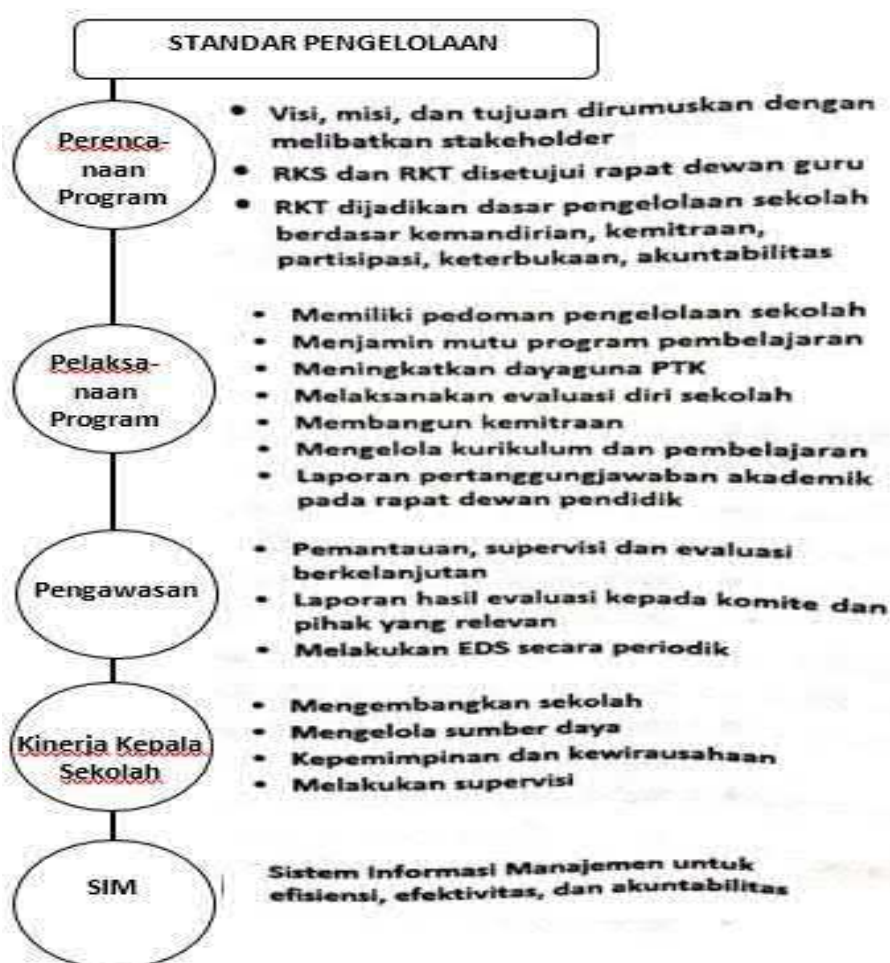 STANDAR PENGELOLAAN
Perenca-
naan
Program
• Visi, misi, dan tujuan dirumuskan dengan
melibatkan stakeholder
• RKS dan RKT disetujui rapat dewan guru
• RKT dijadikan dasar pengelolaan sekolah
berdasar kemandirian, kemitraan,
partisipasi, keterbukaan, akuntabilitas
Pelaksa-
naan
Program
• Memiliki pedoman pengelolaan sekolah
• Menjamin mutu program pembelajaran
• Meningkatkan dayaguna PTK
• Melaksanakan evaluasi diri sekolah
• Membangun kemitraan
• Mengelola kurikulum dan pembelajaran
• Laporan pertanggungjawaban akademik
pada rapat dewan pendidik
Pengawasan
• Pemantauan, supervisi dan evaluasi
berkelanjutan
• Laporan hasil evaluasi kepada komite dan
pihak yang relevan
• Melakukan EDS secara periodik
Kinerja Kepala
Sekolah
• Mengembangkan sekolah
• Mengelola sumber daya
• Kepemimpinan dan kewirausahaan
• Melakukan supervisi
SIM
Sistem Informasi Manajemen untuk
efisiensi, efektivitas, dan akuntabilitas